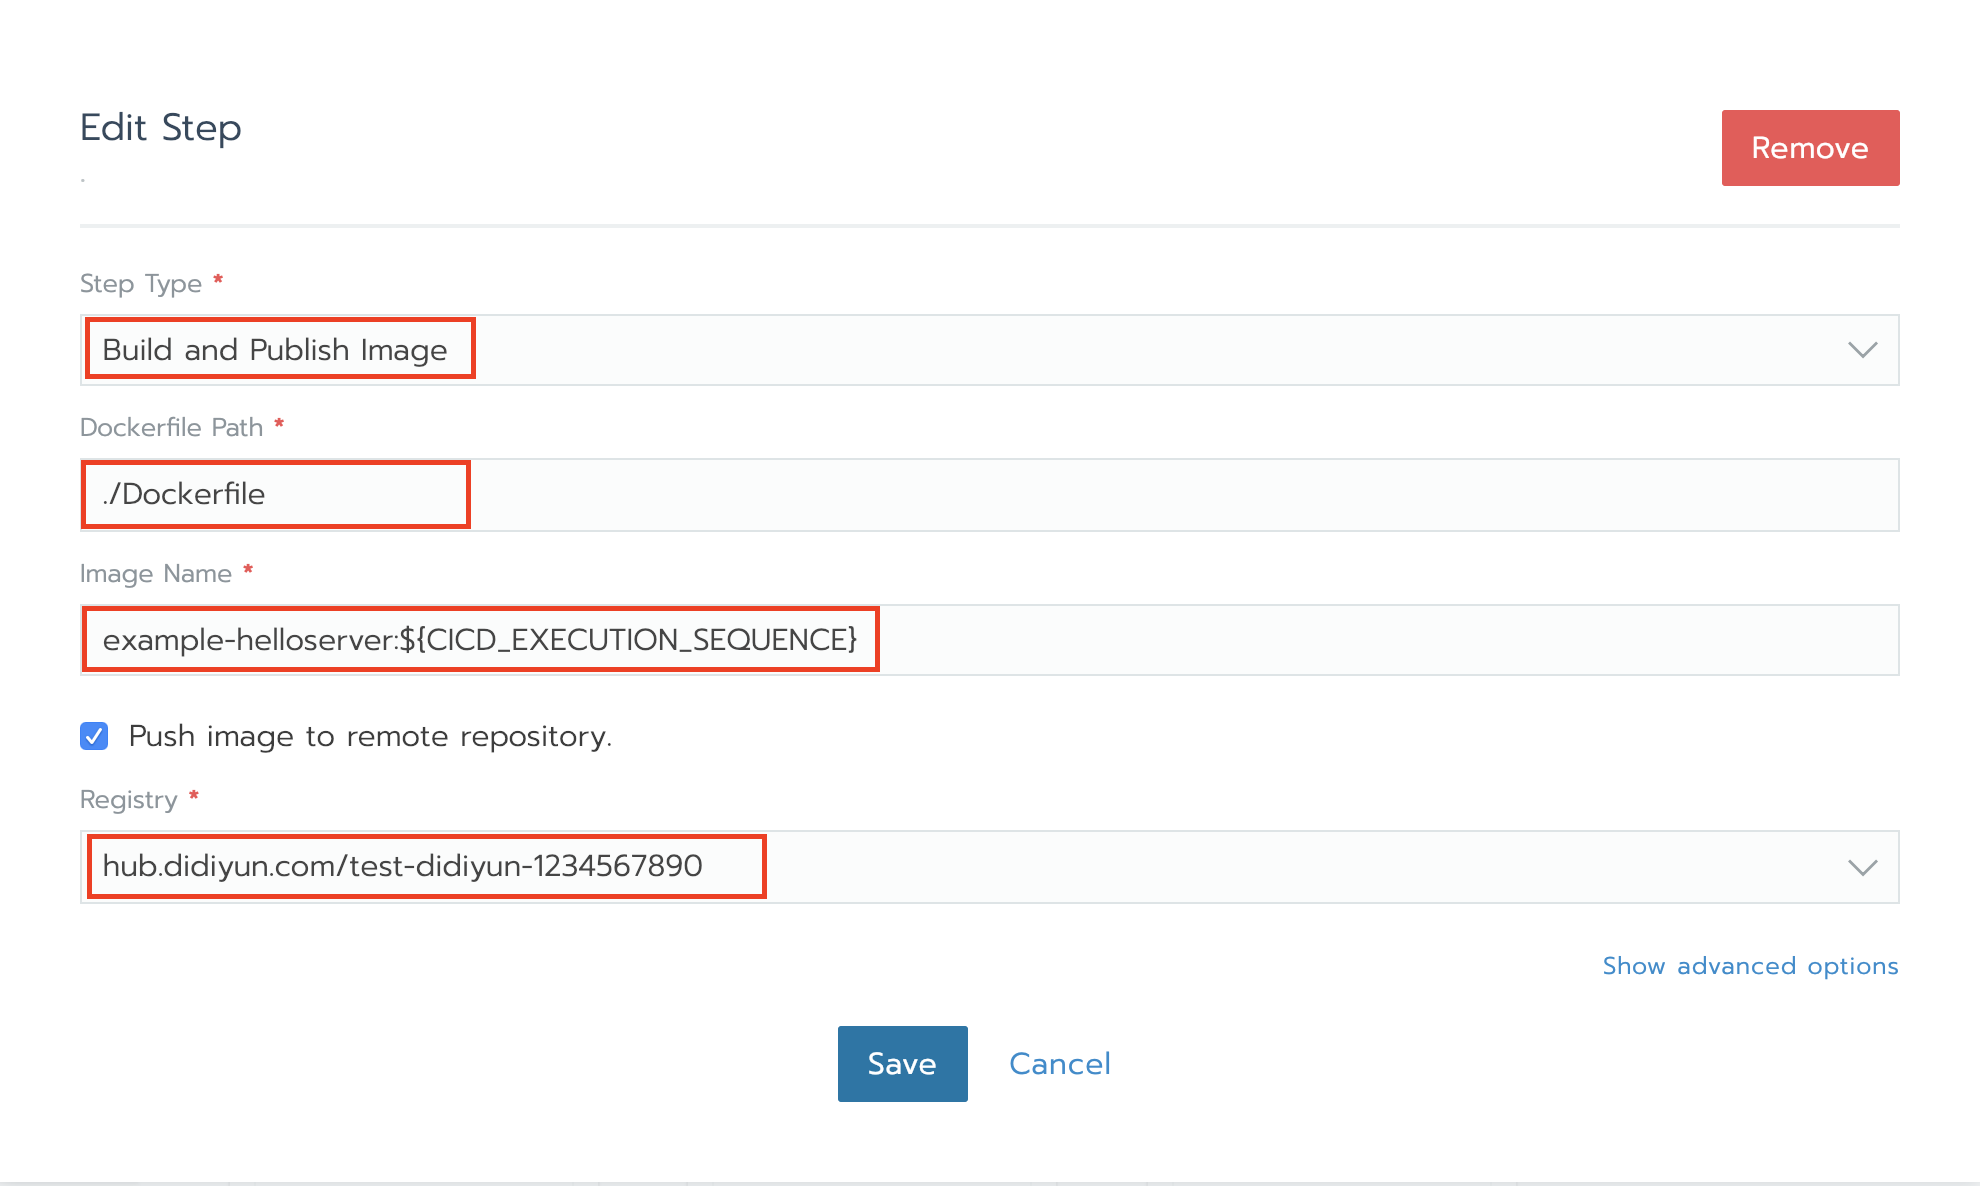 Edit Step
Remove
.
Step Type *
Build and Publish Image
Dockerfile Path *
./Dockerfile
Image Name *
example-helloserver:${CICD_EXECUTION_SEQUENCE}
Push image to remote repository.
Registry *
hub.didiyun.com/test-didiyun-1234567890
Show advanced options
Save Cancel